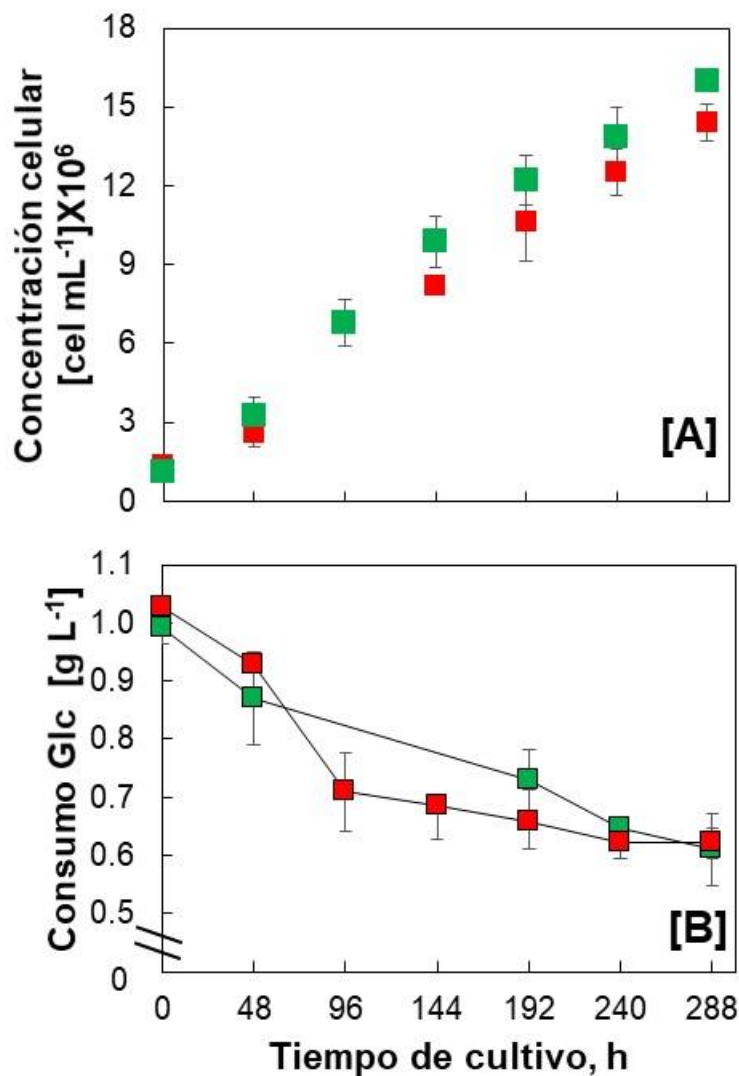 Concentración celular
[cel mL⁻¹]X10⁶
18
15
12
9
6
3
0
[A]
Consumo Glc [g L⁻¹]
1.1
1.0
0.9
0.8
0.7
0.6
0.5
0
[B]
0 48 96 144 192 240 288
Tiempo de cultivo, h